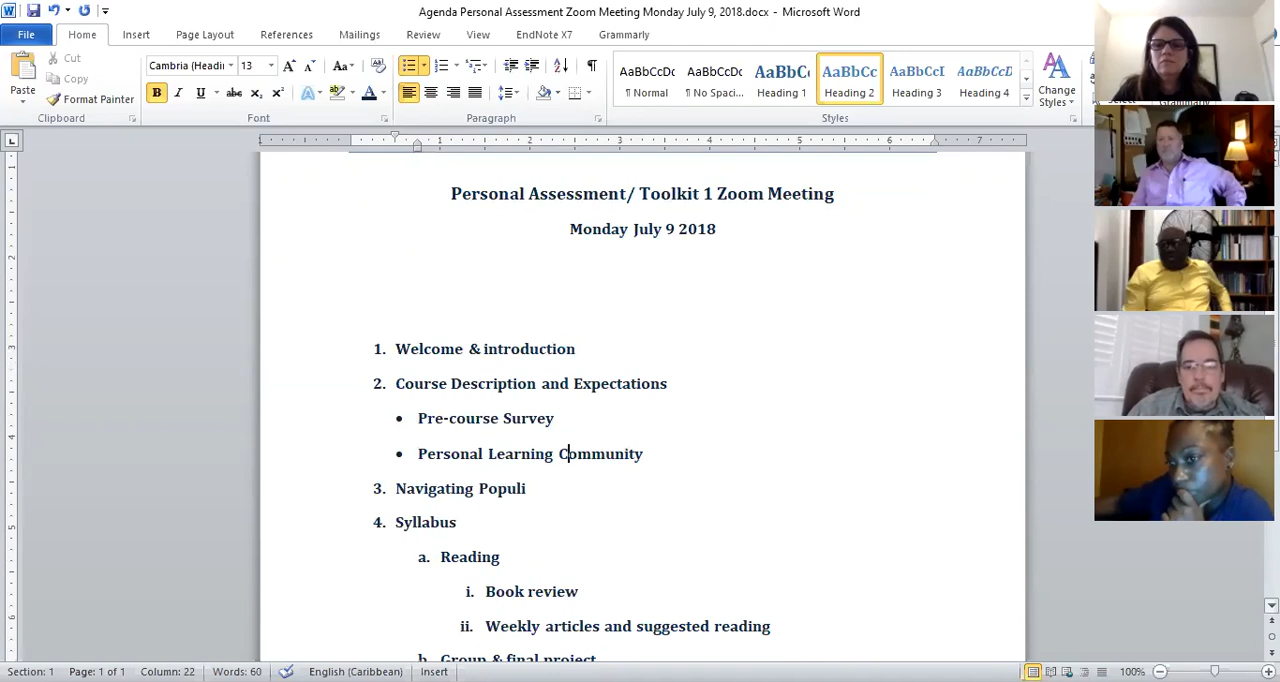 Agenda Personal Assessment Zoom Meeting Monday July 9, 2018.docx - Microsoft Word
File Home Insert Page Layout References Mailings Review View EndNote X7 Grammarly
Cut
Copy
Format Painter
Paste
Clipboard
Cambria (Headi 13
Font
Paragraph
AaBbCcDc AaBbCcDc AaBbC AaBbCc AaBbCcI AaBbCcD
¶ Normal ¶ No Spaci... Heading 1 Heading 2 Heading 3 Heading 4
Change
Styles
Styles
Personal Assessment/ Toolkit 1 Zoom Meeting
Monday July 9 2018
1. Welcome & introduction
2. Course Description and Expectations
• Pre-course Survey
• Personal Learning Community
3. Navigating Populi
4. Syllabus
a. Reading
i. Book review
ii. Weekly articles and suggested reading
b. Group & final project
Section: 1 Page: 1 of 1 Column: 22 Words: 60 English (Caribbean) Insert 100%